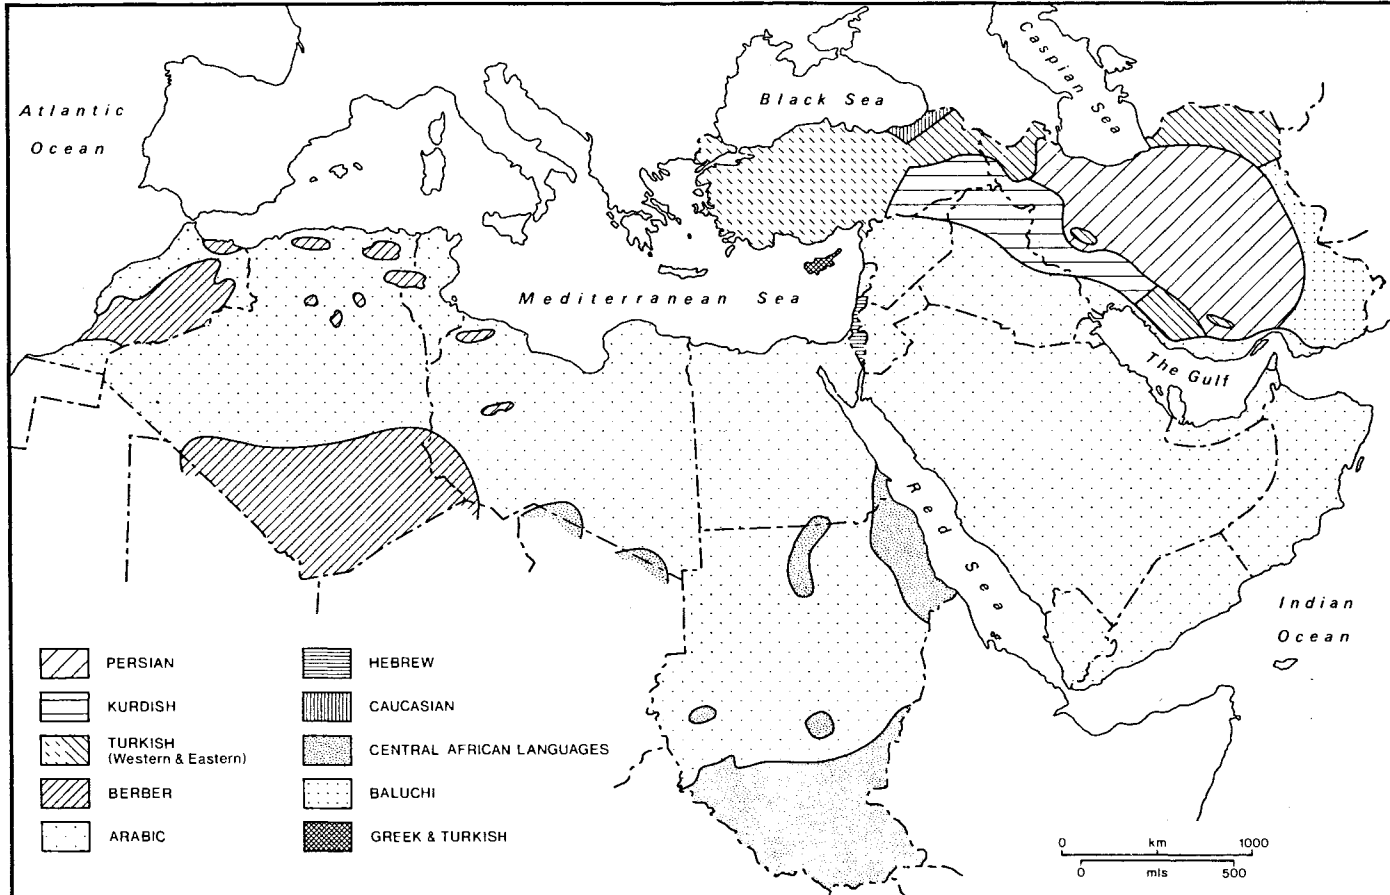 Atlantic
Ocean
Black Sea
Caspian Sea
Mediterranean Sea
The Gulf
Red Sea
Indian
Ocean
PERSIAN
KURDISH
TURKISH
(Western & Eastern)
BERBER
ARABIC
HEBREW
CAUCASIAN
CENTRAL AFRICAN LANGUAGES
BALUCHI
GREEK & TURKISH
0 km 1000
0 mls 500